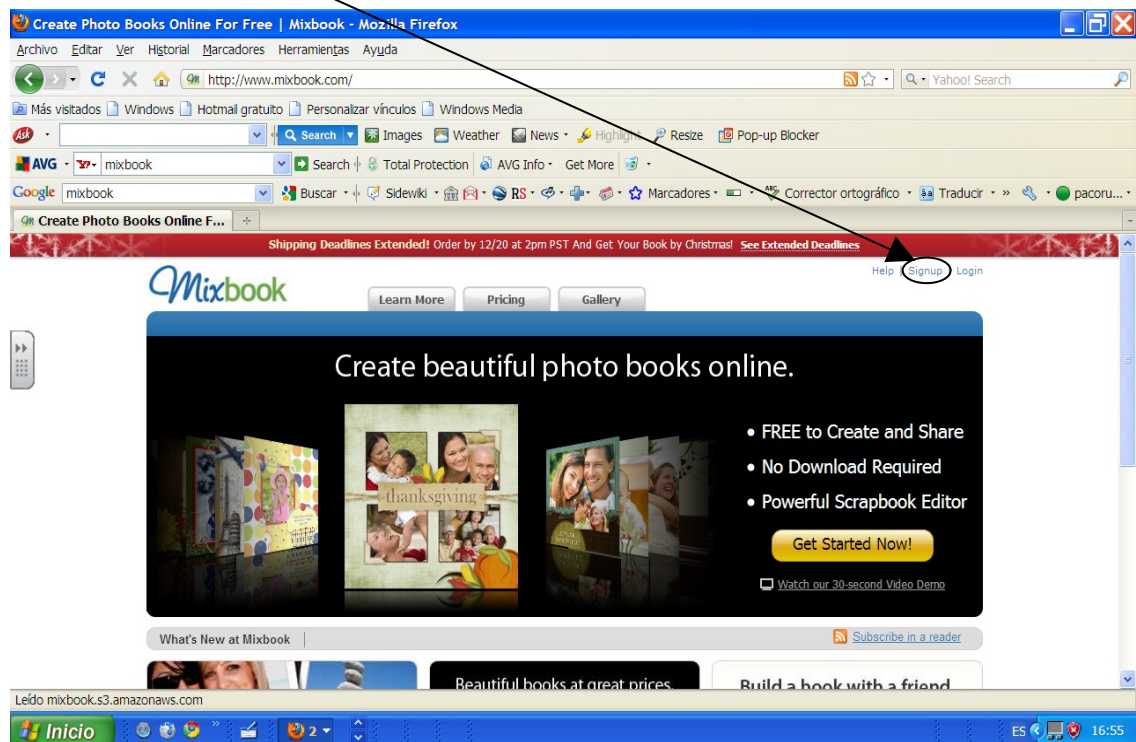 Create Photo Books Online For Free | Mixbook - Mozilla Firefox
Archivo Editar Ver Historial Marcadores Herramientas Ayuda
http://www.mixbook.com/ Yahoo! Search
Más visitados Windows Hotmail gratuito Personalizar vínculos Windows Media
Ask Search Images Weather News Highlight Resize Pop-up Blocker
AVG Y7 mixbook Search Total Protection AVG Info Get More
Google mixbook Buscar Sidewiki RS Marcadores ABC Corrector ortográfico Traducir » pacoru...
Create Photo Books Online F...
Shipping Deadlines Extended! Order by 12/20 at 2pm PST And Get Your Book by Christmas! See Extended Deadlines
Help | Signup Login
Mixbook
Learn More Pricing Gallery
Create beautiful photo books online.
thanksgiving
• FREE to Create and Share
• No Download Required
• Powerful Scrapbook Editor
Get Started Now!
Watch our 30-second Video Demo
What's New at Mixbook Subscribe in a reader
Beautiful books at great prices. Build a book with a friend
Leído mixbook.s3.amazonaws.com
Inicio » 2 ES 16:55